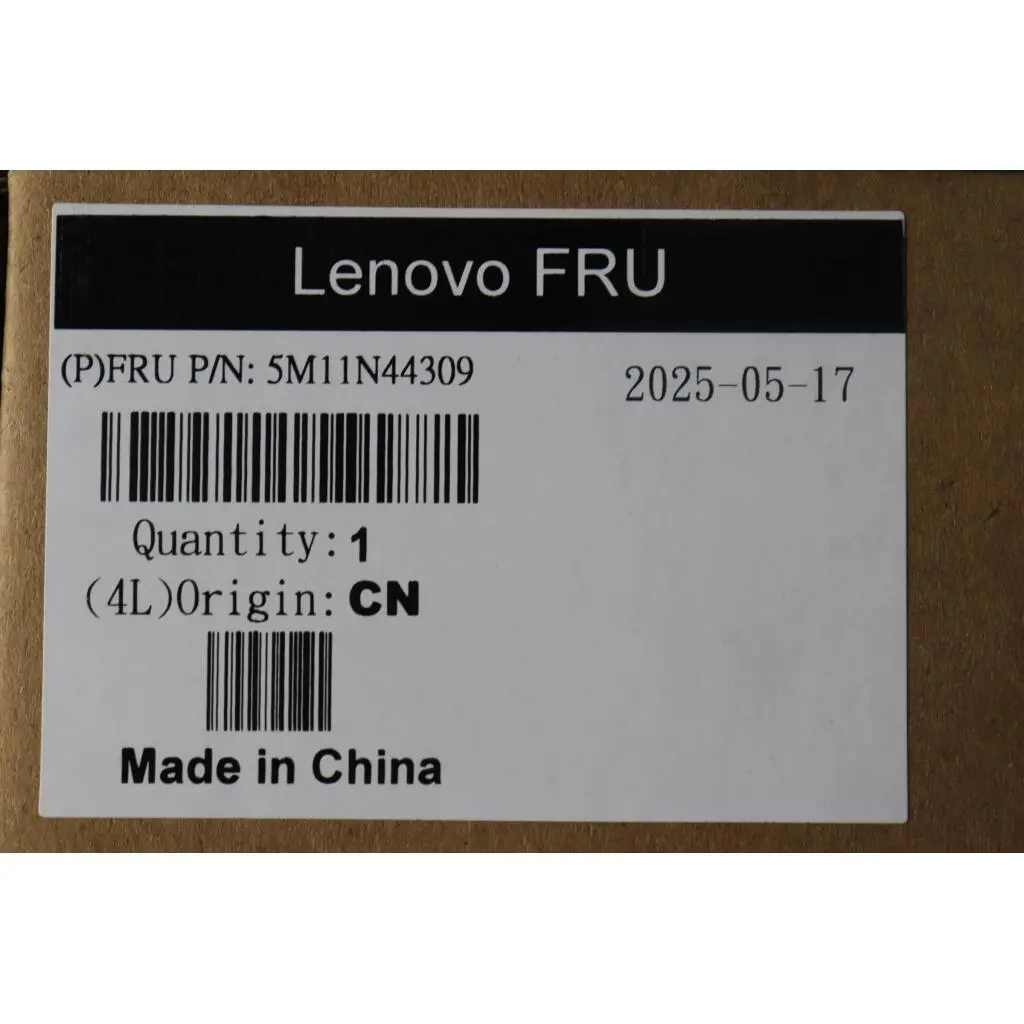 Lenovo FRU
(P)FRU P/N: 5M11N44309
2025-05-17
Quantity: 1
(4L)Origin: CN
Made in China